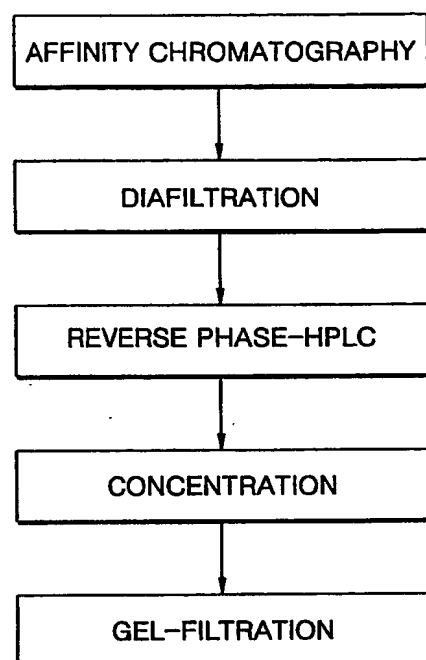 AFFINITY CHROMATOGRAPHY
DIAFILTRATION
REVERSE PHASE-HPLC
CONCENTRATION
GEL-FILTRATION